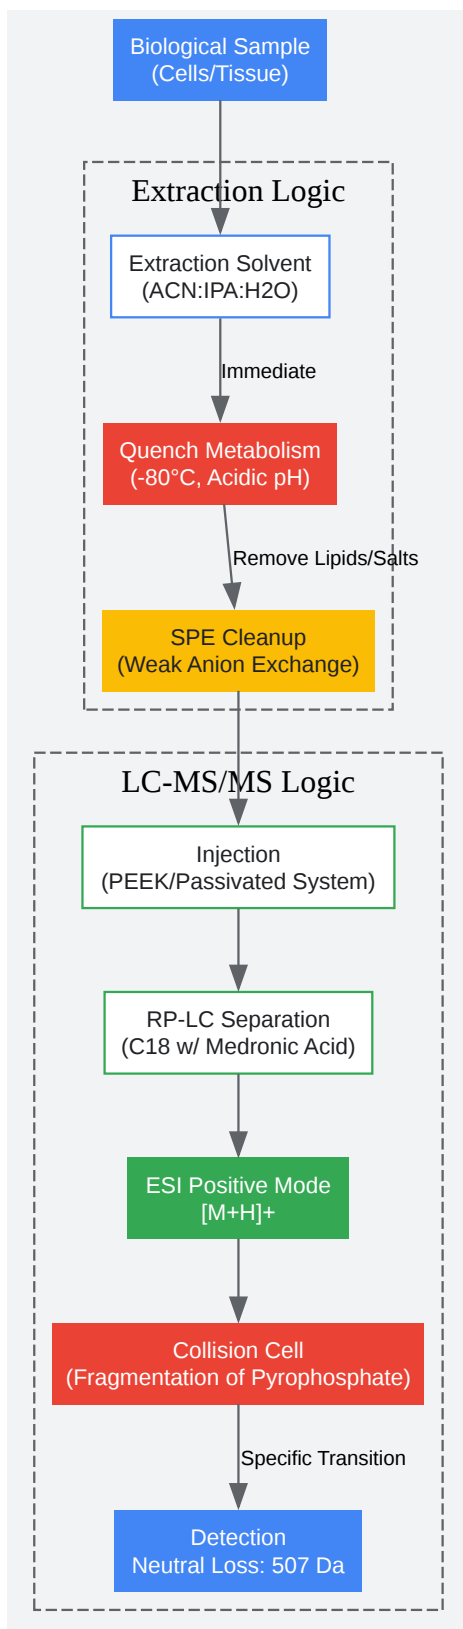 Biological Sample
(Cells/Tissue)
Extraction Logic
Extraction Solvent
(ACN:IPA:H2O)
Immediate
Quench Metabolism
(-80°C, Acidic pH)
Remove Lipids/Salts
SPE Cleanup
(Weak Anion Exchange)
LC-MS/MS Logic
Injection
(PEEK/Passivated System)
RP-LC Separation
(C18 w/ Medronic Acid)
ESI Positive Mode
[M+H]+
Collision Cell
(Fragmentation of Pyrophosphate)
Specific Transition
Detection
Neutral Loss: 507 Da